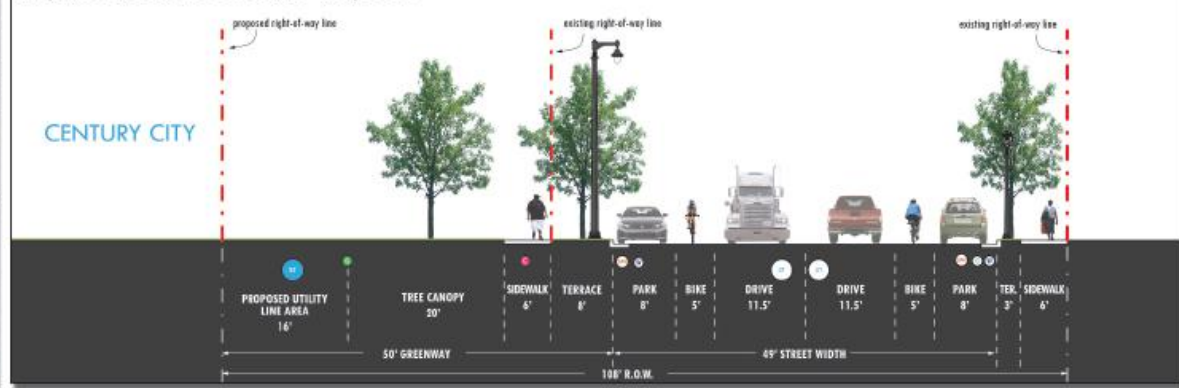 proposed right-of-way line
existing right-of-way line
existing right-of-way line
CENTURY CITY
PROPOSED UTILITY
LINE AREA
16'
TREE CANOPY
20'
SIDEWALK
6'
TERRACE
8'
PARK
8'
BIKE
5'
DRIVE
11.5'
DRIVE
11.5'
BIKE
5'
PARK
8'
TER.
3'
SIDEWALK
6'
50' GREENWAY
49' STREET WIDTH
108' R.O.W.